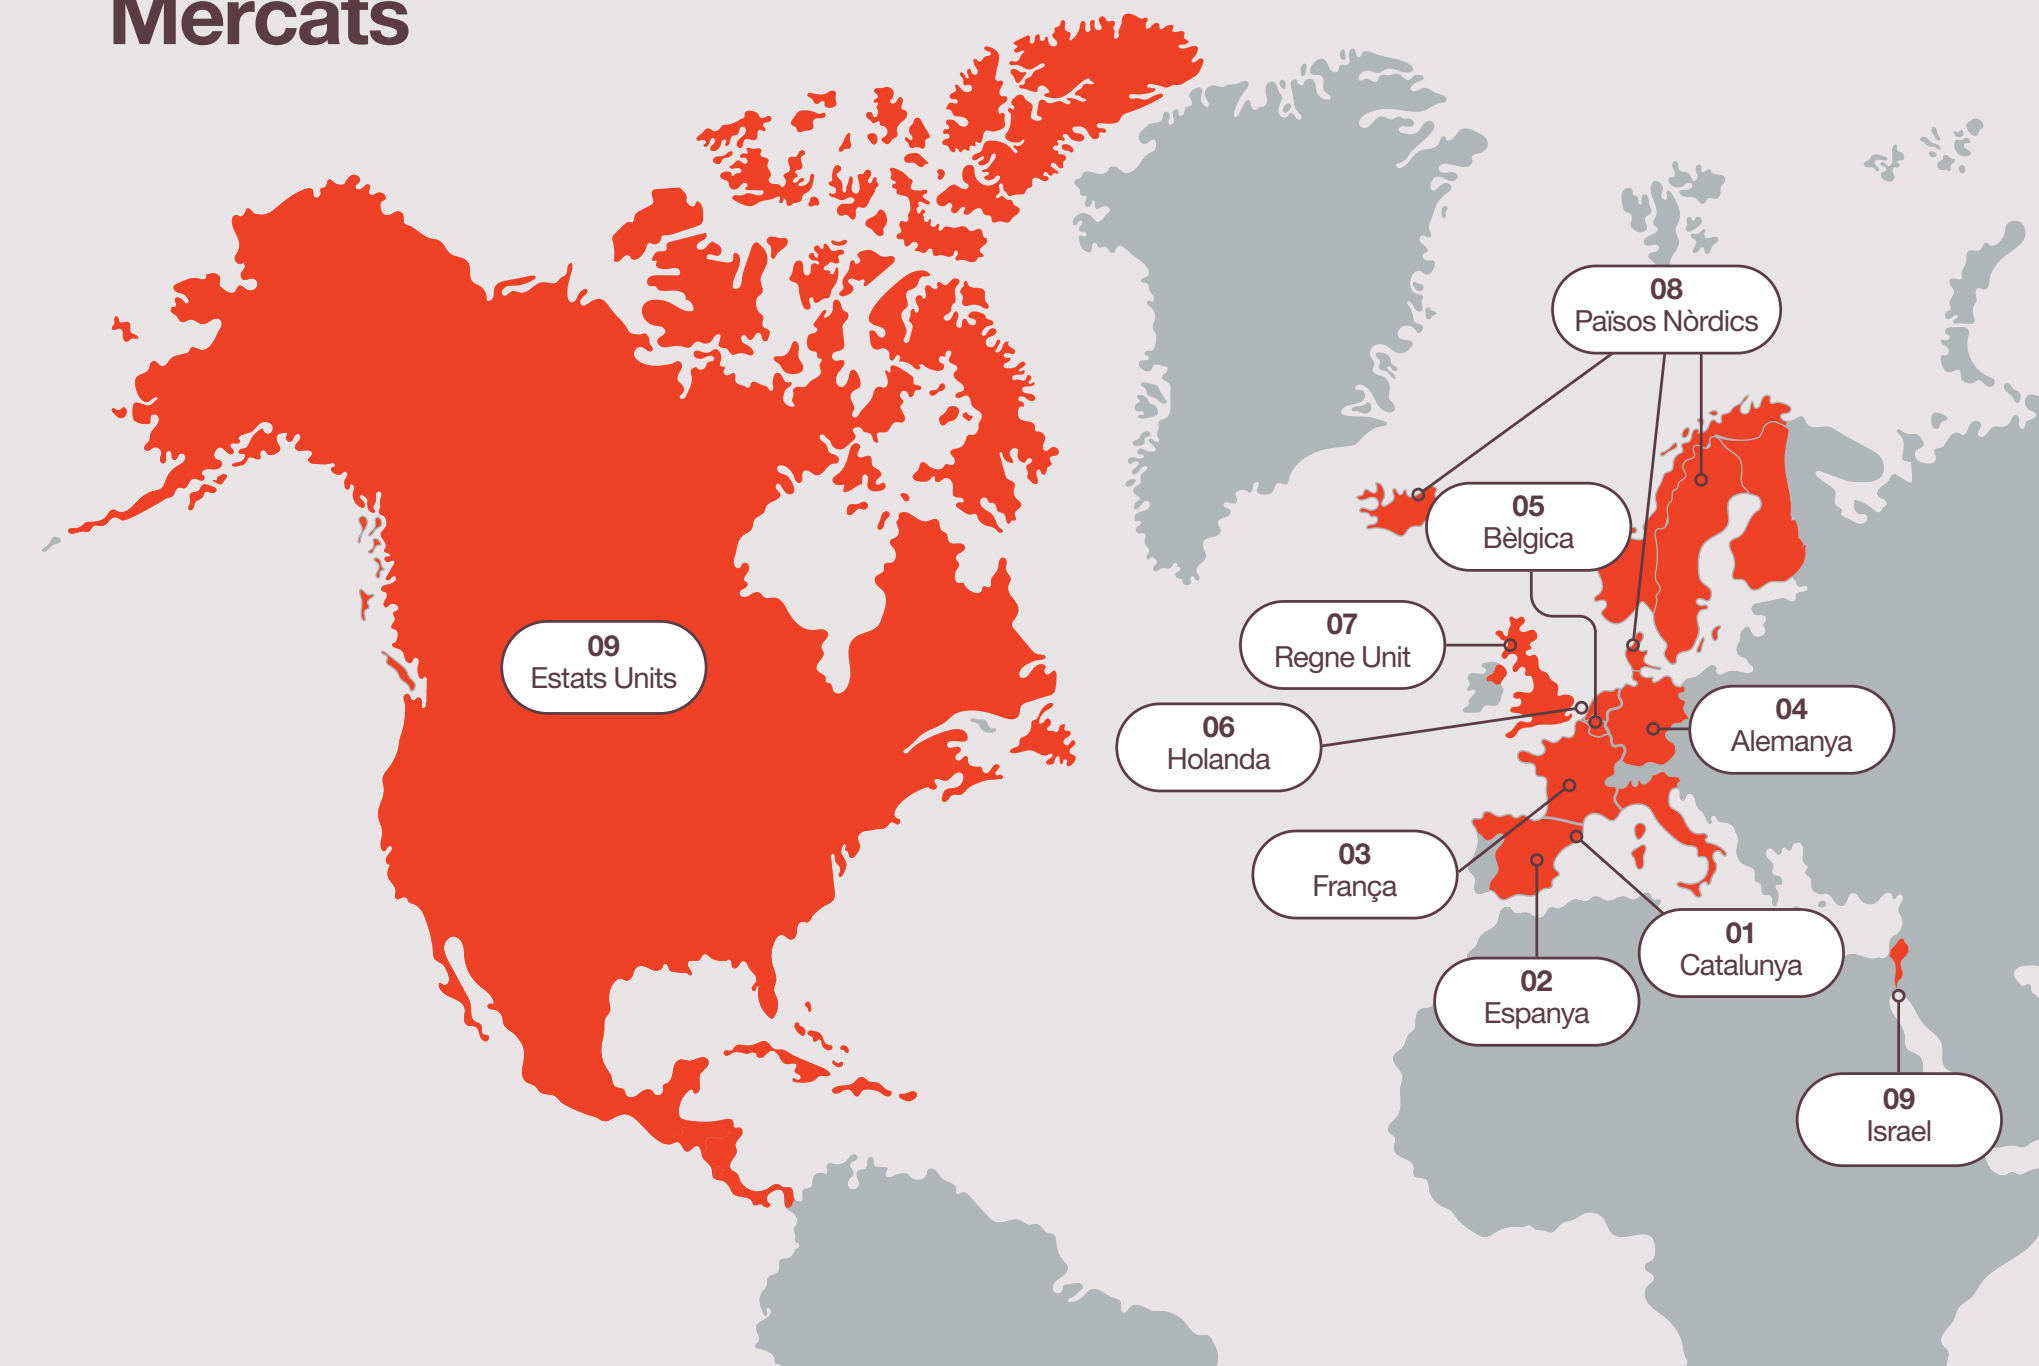 Mercats
08
Països Nòrdics
05
Bèlgica
07
Regne Unit
09
Estats Units
06
Holanda
04
Alemanya
03
França
01
Catalunya
02
Espanya
09
Israel